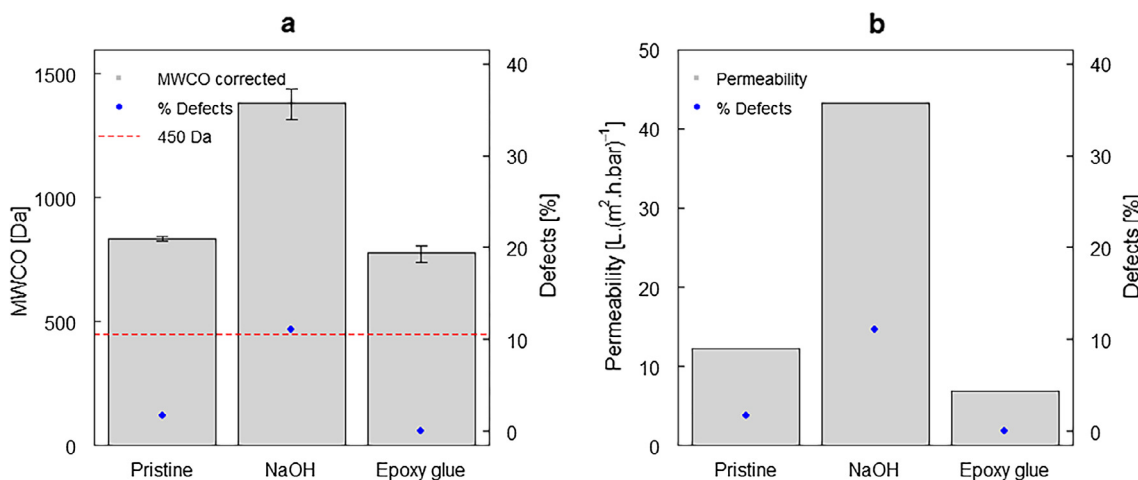 a
MWCO corrected
% Defects
450 Da
MWCO [Da]
1500
1000
500
0
Defects [%]
40
30
20
10
0
Pristine
NaOH
Epoxy glue
b
Permeability
% Defects
Permeability [L.(m².h.bar)⁻¹]
50
40
30
20
10
0
Defects [%]
40
30
20
10
0
Pristine
NaOH
Epoxy glue